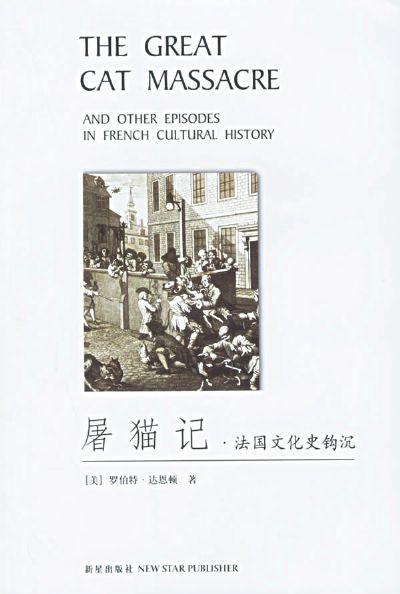 THE GREAT
CAT MASSACRE
AND OTHER EPISODES
IN FRENCH CULTURAL HISTORY
屠猫记·法国文化史钩沉
[美] 罗伯特·达恩顿 著
新星出版社 NEW STAR PUBLISHER